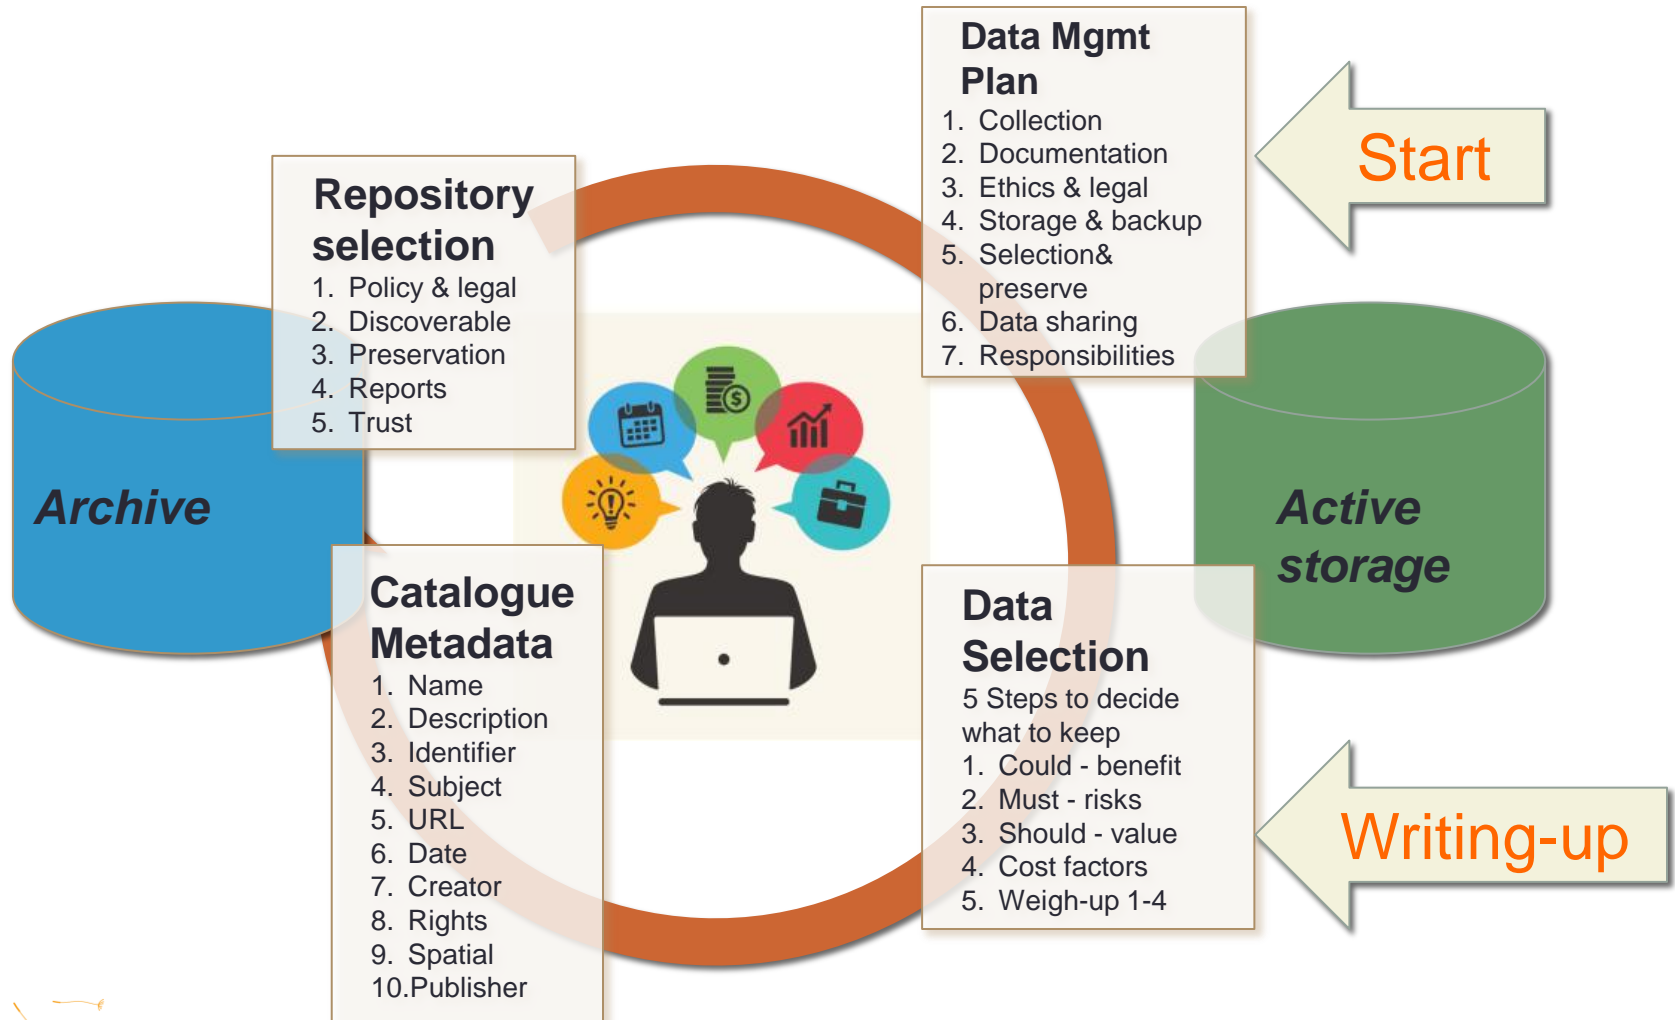 Data Mgmt
Plan
1. Collection
2. Documentation
3. Ethics & legal
4. Storage & backup
5. Selection&
preserve
6. Data sharing
7. Responsibilities
Start
Repository
selection
1. Policy & legal
2. Discoverable
3. Preservation
4. Reports
5. Trust
Archive
Active
storage
Catalogue
Metadata
1. Name
2. Description
3. Identifier
4. Subject
5. URL
6. Date
7. Creator
8. Rights
9. Spatial
10.Publisher
Data
Selection
5 Steps to decide
what to keep
1. Could - benefit
2. Must - risks
3. Should - value
4. Cost factors
5. Weigh-up 1-4
Writing-up